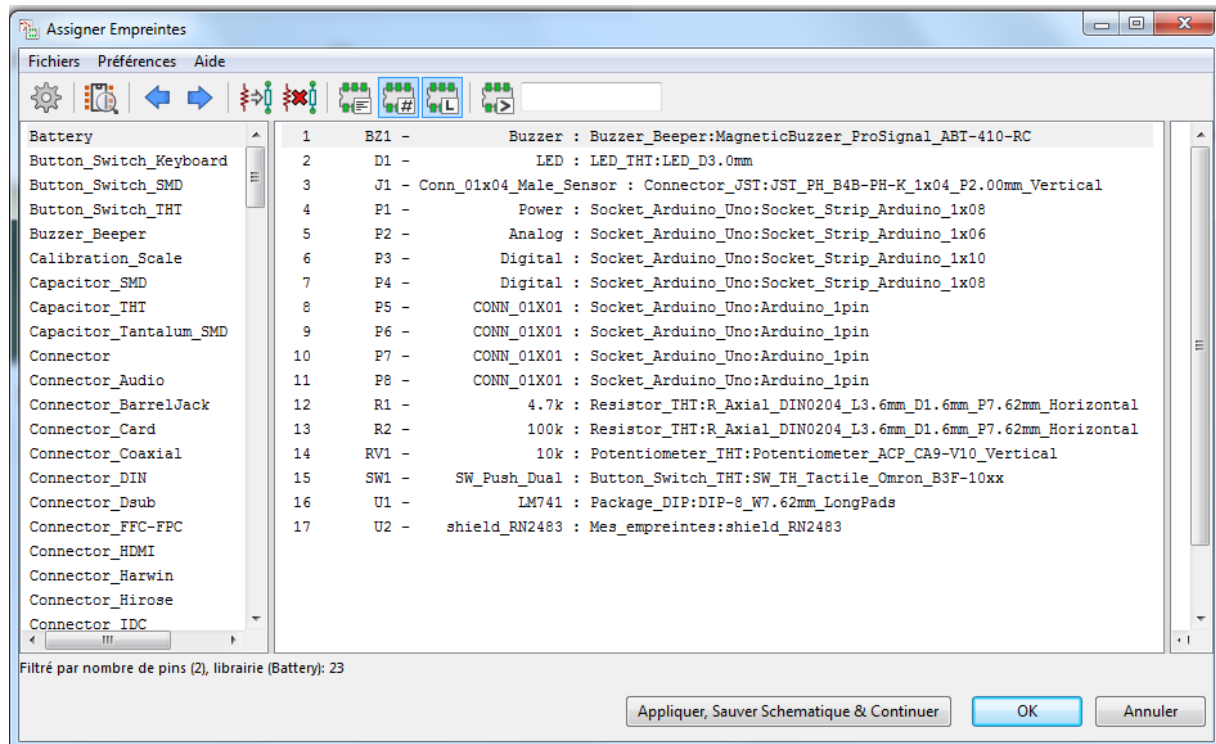 Assigner Empreintes
Fichiers Préférences Aide
Battery
Button_Switch_Keyboard
Button_Switch_SMD
Button_Switch_THT
Buzzer_Beeper
Calibration_Scale
Capacitor_SMD
Capacitor_THT
Capacitor_Tantalum_SMD
Connector
Connector_Audio
Connector_BarrelJack
Connector_Card
Connector_Coaxial
Connector_DIN
Connector_Dsub
Connector_FFC-FPC
Connector_HDMI
Connector_Harwin
Connector_Hirose
Connector_IDC
1 BZ1 - Buzzer : Buzzer_Beeper:MagneticBuzzer_ProSignal_ABT-410-RC
2 D1 - LED : LED_THT:LED_D3.0mm
3 J1 - Conn_01x04_Male_Sensor : Connector_JST:JST_PH_B4B-PH-K_1x04_P2.00mm_Vertical
4 P1 - Power : Socket_Arduino_Uno:Socket_Strip_Arduino_1x08
5 P2 - Analog : Socket_Arduino_Uno:Socket_Strip_Arduino_1x06
6 P3 - Digital : Socket_Arduino_Uno:Socket_Strip_Arduino_1x10
7 P4 - Digital : Socket_Arduino_Uno:Socket_Strip_Arduino_1x08
8 P5 - CONN_01X01 : Socket_Arduino_Uno:Arduino_1pin
9 P6 - CONN_01X01 : Socket_Arduino_Uno:Arduino_1pin
10 P7 - CONN_01X01 : Socket_Arduino_Uno:Arduino_1pin
11 P8 - CONN_01X01 : Socket_Arduino_Uno:Arduino_1pin
12 R1 - 4.7k : Resistor_THT:R_Axial_DIN0204_L3.6mm_D1.6mm_P7.62mm_Horizontal
13 R2 - 100k : Resistor_THT:R_Axial_DIN0204_L3.6mm_D1.6mm_P7.62mm_Horizontal
14 RV1 - 10k : Potentiometer_THT:Potentiometer_ACP_CA9-V10_Vertical
15 SW1 - SW_Push_Dual : Button_Switch_THT:SW_TH_Tactile_Omron_B3F-10xx
16 U1 - LM741 : Package_DIP:DIP-8_W7.62mm_LongPads
17 U2 - shield_RN2483 : Mes_empreintes:shield_RN2483
Filtré par nombre de pins (2), librairie (Battery): 23
Appliquer, Sauver Schematique & Continuer
OK
Annuler